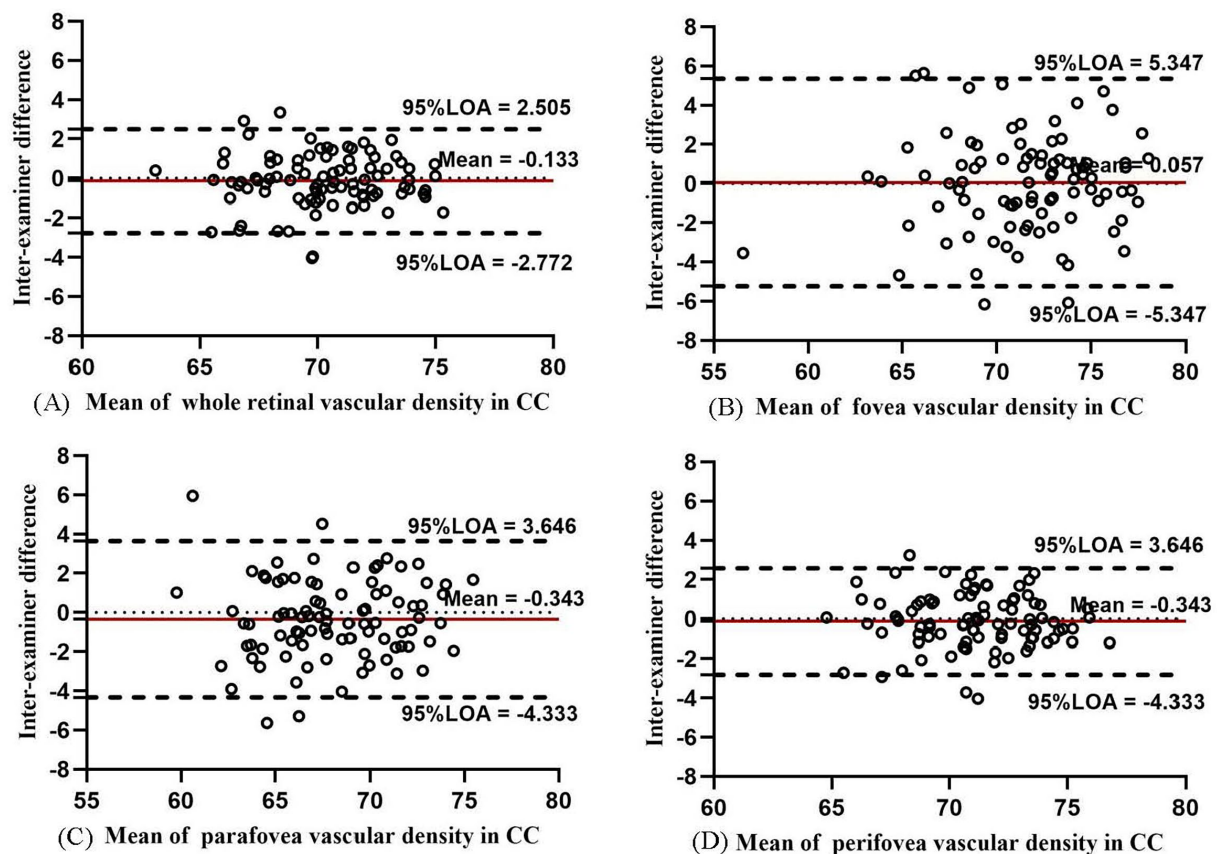 8
6
4
2
0
-2
-4
-6
-8
Inter-examiner difference
95%LOA = 2.505
Mean = -0.133
95%LOA = -2.772
60 65 70 75 80
(A) Mean of whole retinal vascular density in CC
8
6
4
2
0
-2
-4
-6
-8
Inter-examiner difference
95%LOA = 5.347
Mean= 0.057
95%LOA = -5.347
55 60 65 70 75 80
(B) Mean of fovea vascular density in CC
8
6
4
2
0
-2
-4
-6
-8
Inter-examiner difference
95%LOA = 3.646
Mean = -0.343
95%LOA = -4.333
55 60 65 70 75 80
(C) Mean of parafovea vascular density in CC
8
6
4
2
0
-2
-4
-6
-8
Inter-examiner difference
95%LOA = 3.646
Mean = -0.343
95%LOA = -4.333
60 65 70 75 80
(D) Mean of perifovea vascular density in CC